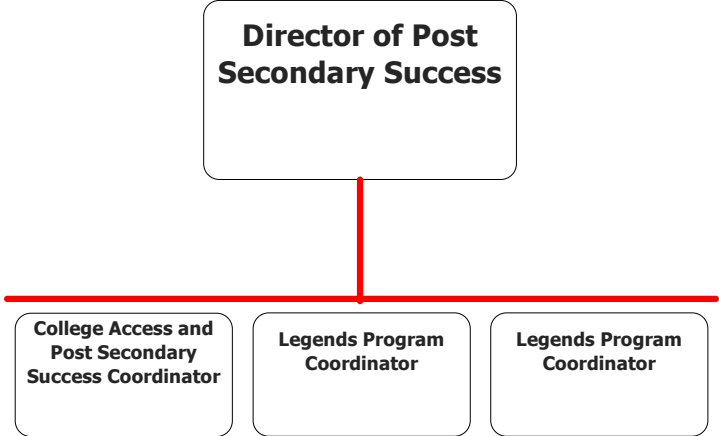 Director of Post
Secondary Success
College Access and
Post Secondary
Success Coordinator
Legends Program
Coordinator
Legends Program
Coordinator